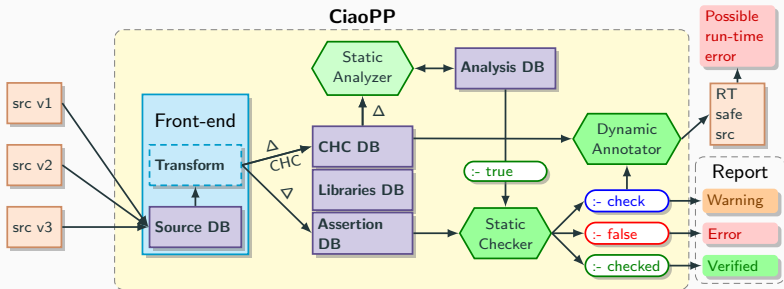 CiaoPP
Possible
run-time
error
Static
Analyzer
Analysis DB
src v1
src v2
src v3
Front-end
Transform
Source DB
Δ
CHC
Δ
Δ
CHC DB
Libraries DB
Assertion
DB
:- true
Static
Checker
Dynamic
Annotator
:- check
:- false
:- checked
RT
safe
src
Report
Warning
Error
Verified